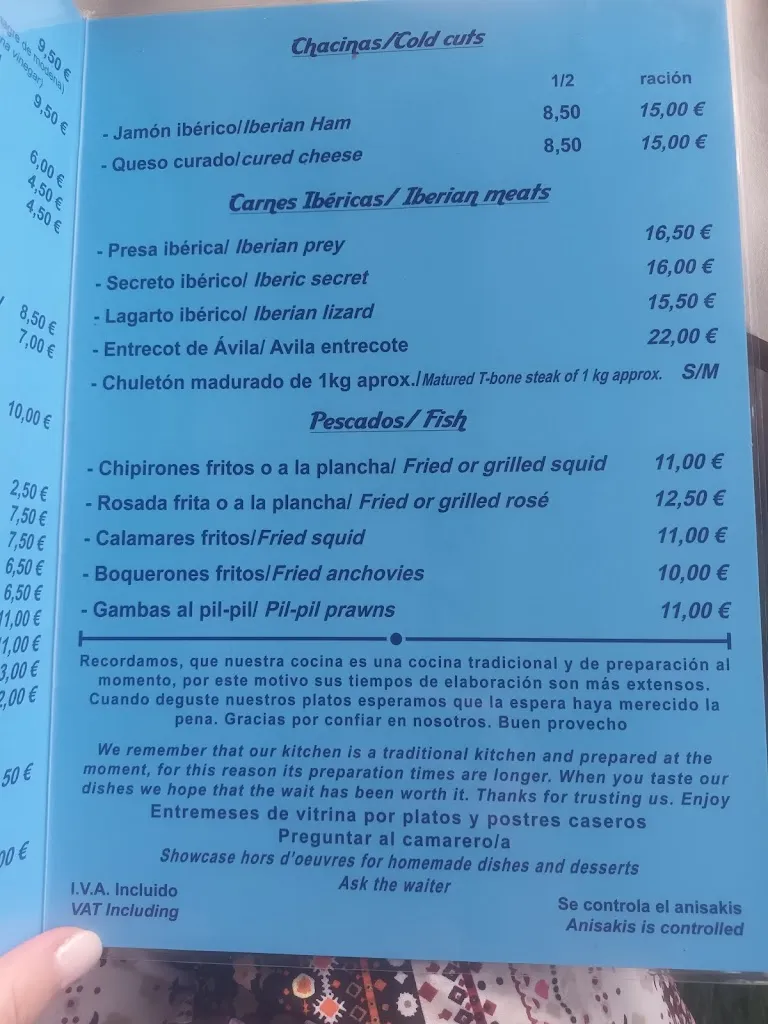 9,50 €
9,50 €
6,00 €
4,50 €
4,50 €
8,50 €
7,00 €
10,00 €
2,50 €
7,50 €
7,50 €
6,50 €
6,50 €
50 €
Chacinas/Cold cuts
1/2 ración
- Jamón ibérico/Iberian Ham 8,50 15,00 €
- Queso curado/cured cheese 8,50 15,00 €
Carnes Ibéricas/ Iberian meats
- Presa ibérica/ Iberian prey 16,50 €
- Secreto ibérico/ Iberic secret 16,00 €
- Lagarto ibérico/ Iberian lizard 15,50 €
- Entrecot de Ávila/ Avila entrecote 22,00 €
- Chuletón madurado de 1kg aprox./Matured T-bone steak of 1 kg approx. S/M
Pescados/ Fish
- Chipirones fritos o a la plancha/ Fried or grilled squid 11,00 €
- Rosada frita o a la plancha/ Fried or grilled rosé 12,50 €
- Calamares fritos/Fried squid 11,00 €
- Boquerones fritos/Fried anchovies 10,00 €
- Gambas al pil-pil/ Pil-pil prawns 11,00 €
Recordamos, que nuestra cocina es una cocina tradicional y de preparación al
momento, por este motivo sus tiempos de elaboración son más extensos.
Cuando deguste nuestros platos esperamos que la espera haya merecido la
pena. Gracias por confiar en nosotros. Buen provecho
We remember that our kitchen is a traditional kitchen and prepared at the
moment, for this reason its preparation times are longer. When you taste our
dishes we hope that the wait has been worth it. Thanks for trusting us. Enjoy
Entremeses de vitrina por platos y postres caseros
Preguntar al camarero/a
Showcase hors d'oeuvres for homemade dishes and desserts
Ask the waiter
I.V.A. Incluido
VAT Including
Se controla el anisakis
Anisakis is controlled